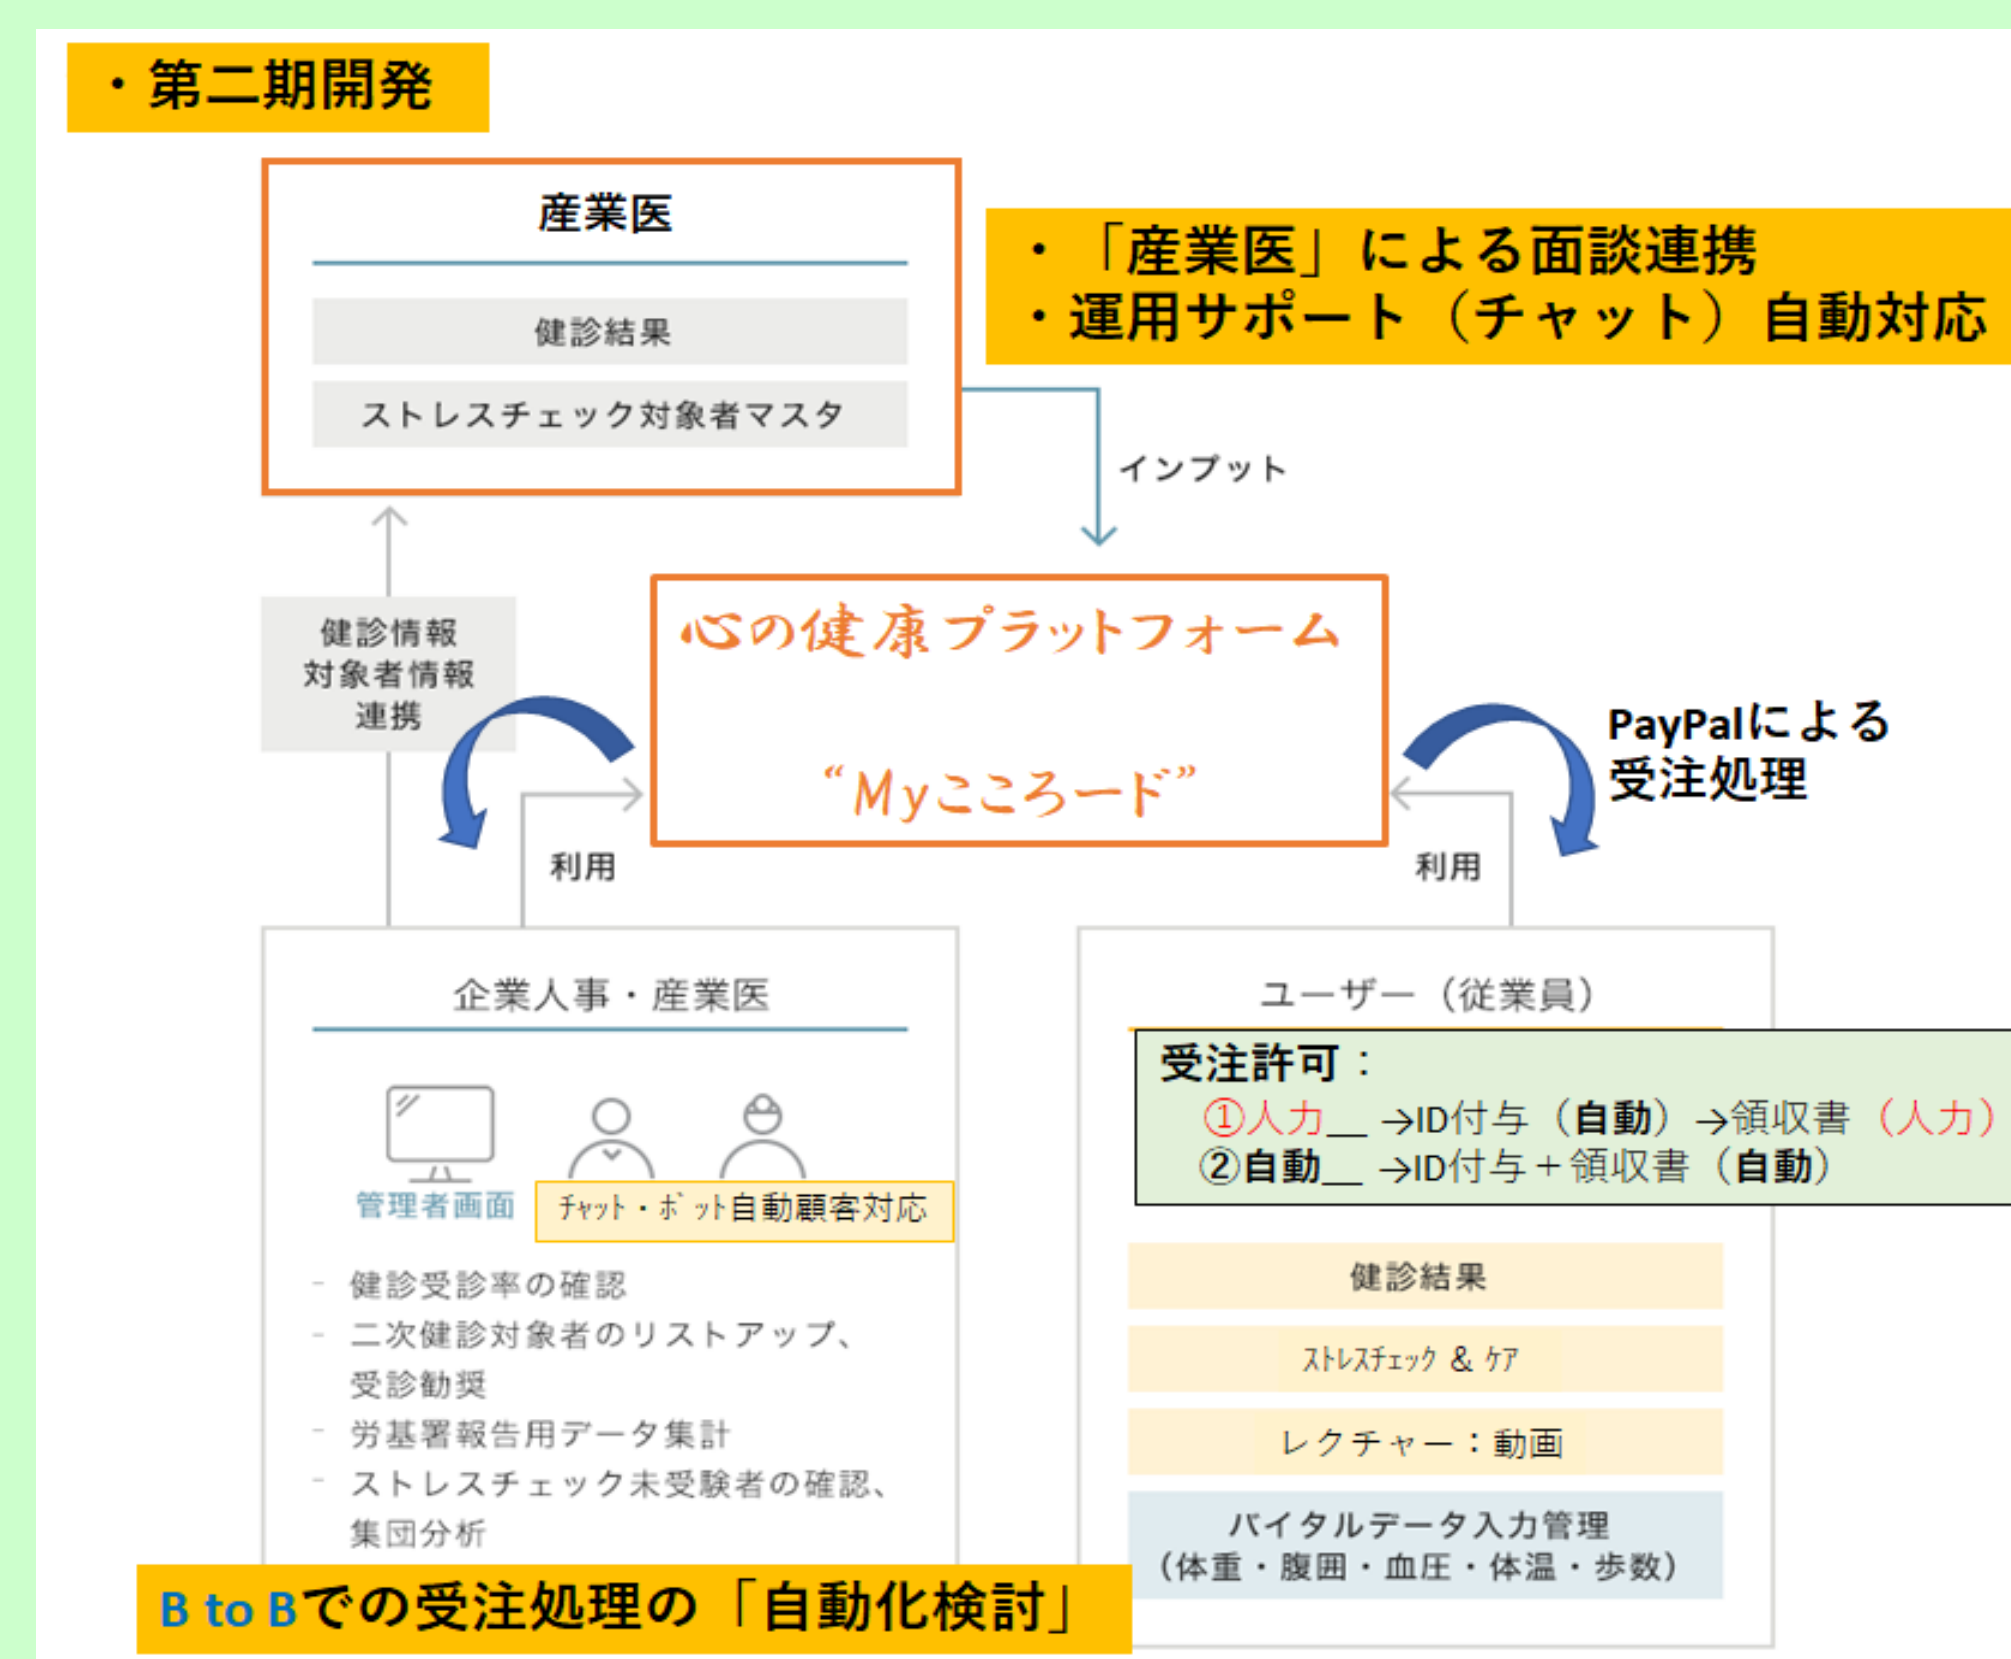 ・第二期開発
産業医
健診結果
ストレスチェック対象者マスタ
・「産業医」による面談連携
・運用サポート（チャット）自動対応
インプット
健診情報
対象者情報
連携
心の健康プラットフォーム
“Myこころード”
PayPalによる
受注処理
利用
利用
企業人事・産業医
管理者画面
ﾁｬｯﾄ・ﾎﾞｯﾄ自動顧客対応
- 健診受診率の確認
- 二次健診対象者のリストアップ、
受診勧奨
- 労基署報告用データ集計
- ストレスチェック未受験者の確認、
集団分析
B to Bでの受注処理の「自動化検討」
ユーザー（従業員）
受注許可：
①人力__ →ID付与（自動）→領収書（人力）
②自動__ →ID付与＋領収書（自動）
健診結果
ｽﾄﾚｽﾁｪｯｸ & ｹｱ
レクチャー：動画
バイタルデータ入力管理
（体重・腹囲・血圧・体温・歩数）